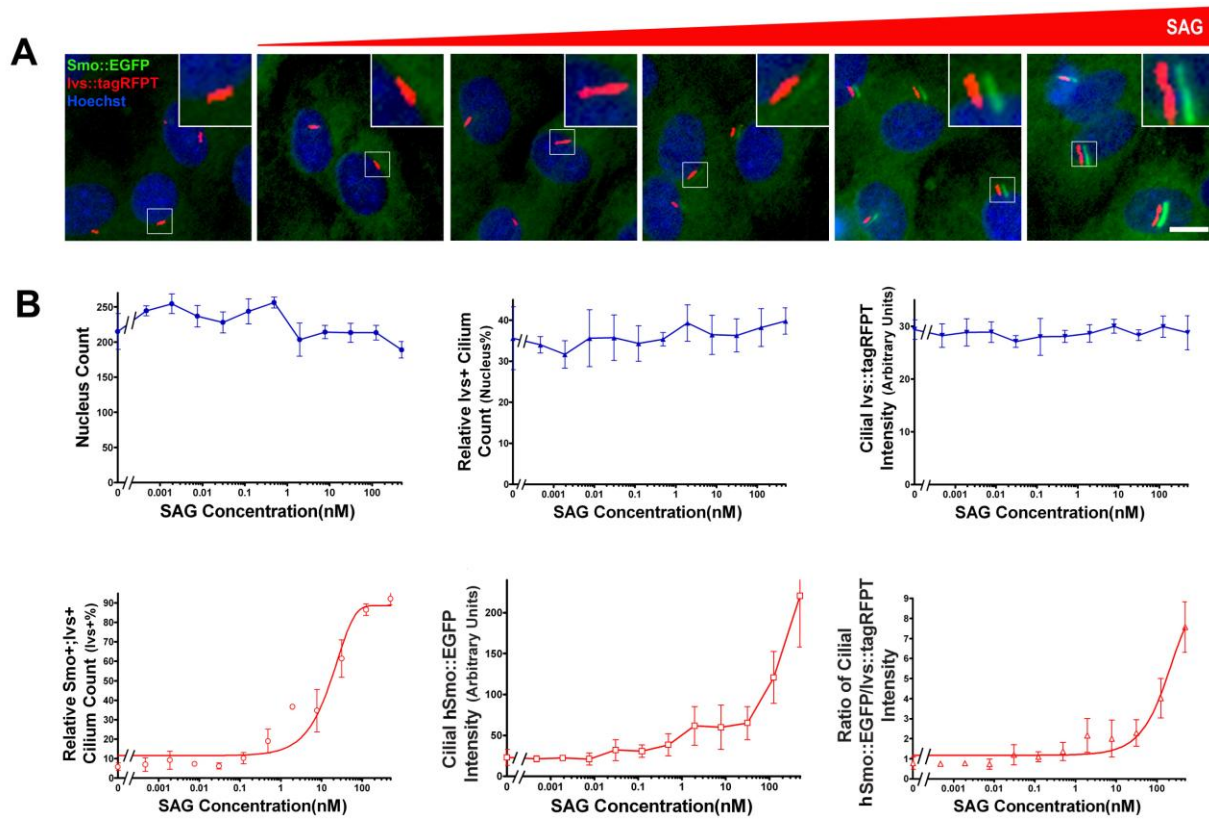 SAG
A
Smo::EGFP
Ivs::tagRFPT
Hoechst
B
Nucleus Count
250
200
150
100
50
0
0 0.001 0.01 0.1 1 10 100
SAG Concentration(nM)
Relative Ivs+ Cilium
Count (Nucleus%)
40
30
20
10
0
0 0.001 0.01 0.1 1 10 100
SAG Concentration(nM)
Cilial Ivs::tagRFPT
Intensity (Arbitrary Units)
30
20
10
0
0 0.001 0.01 0.1 1 10 100
SAG Concentration(nM)
Relative Smo+;Ivs+
Cilium Count (Ivs+%)
90
80
70
60
50
40
30
20
10
0
0 0.001 0.01 0.1 1 10 100
SAG Concentration(nM)
Cilial hSmo::EGFP
Intensity (Arbitrary Units)
200
150
100
50
0
0 0.001 0.01 0.1 1 10 100
SAG Concentration(nM)
Ratio of Cilial
hSmo::EGFP/Ivs::tagRFPT
Intensity
9
8
7
6
5
4
3
2
1
0
0 0.001 0.01 0.1 1 10 100
SAG Concentration(nM)